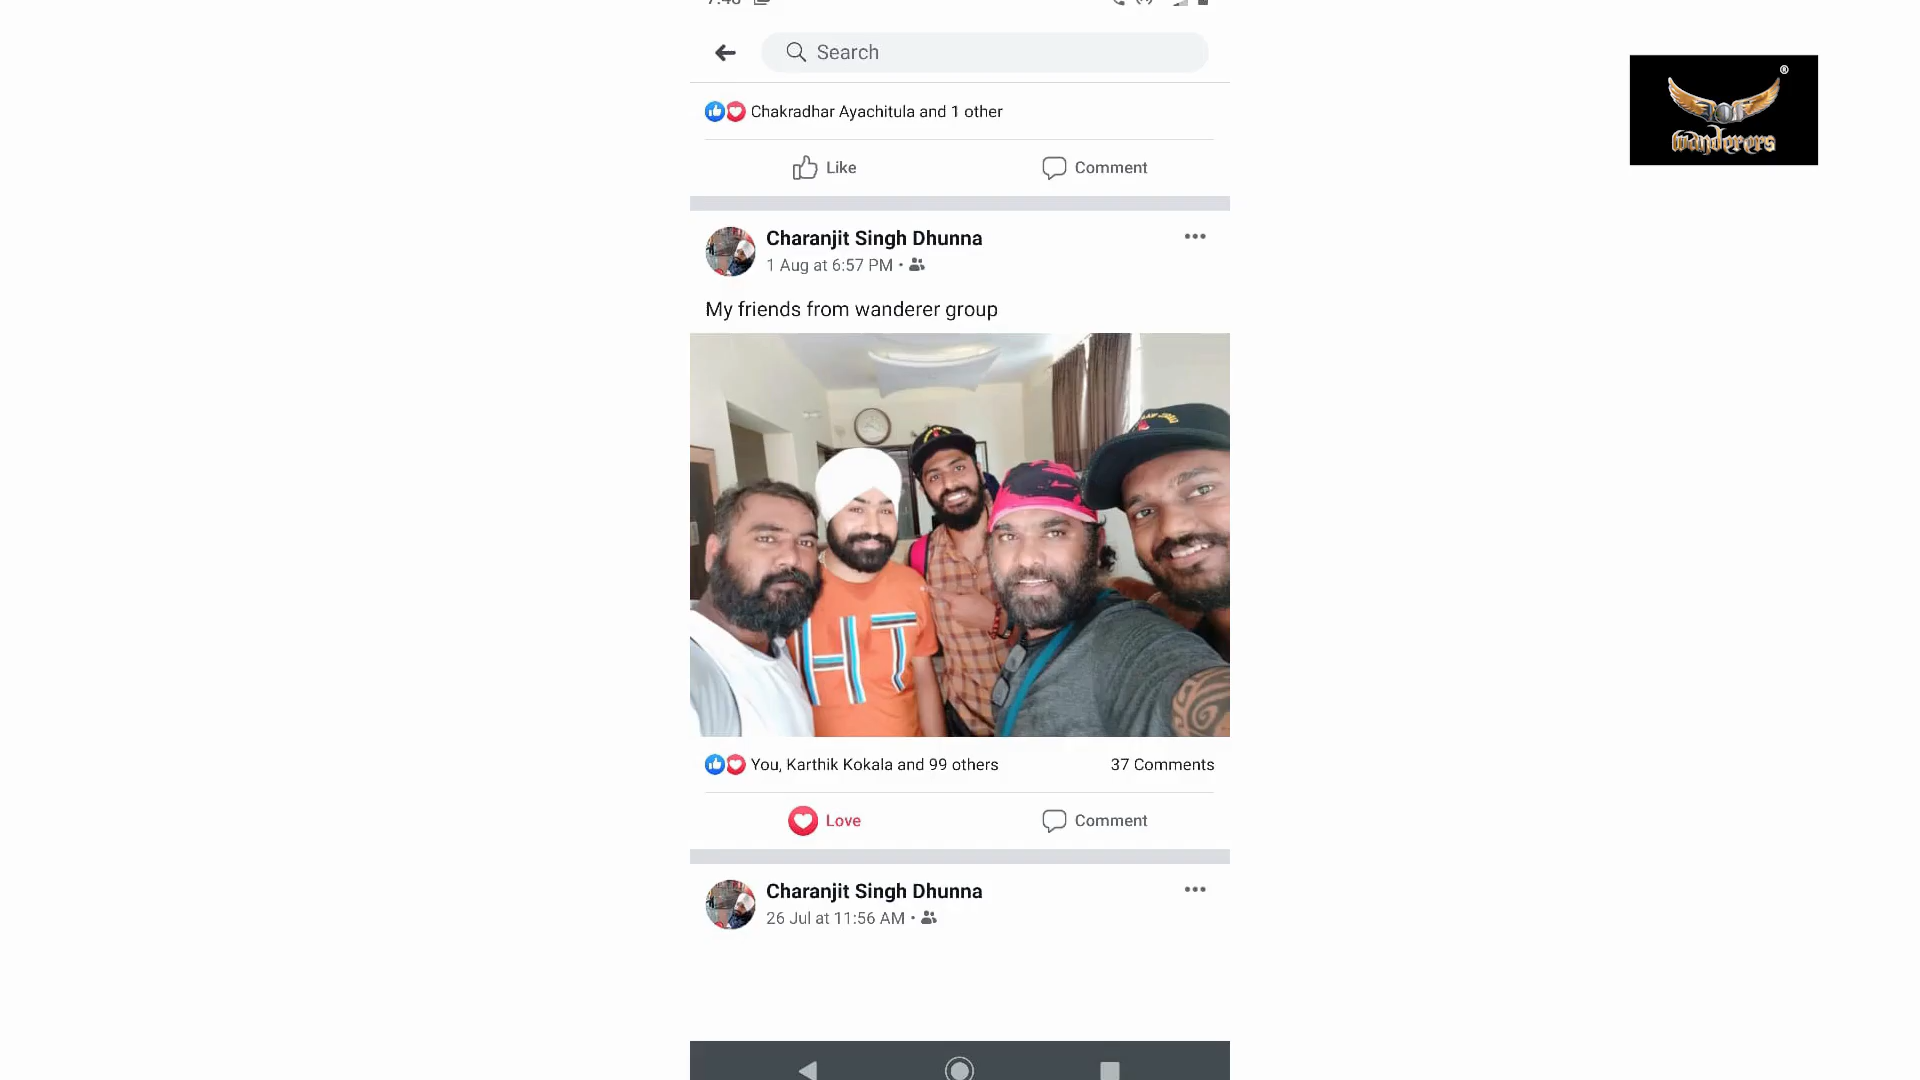 Search
Chakradhar Ayachitula and 1 other
Like
Comment
Charanjit Singh Dhunna
1 Aug at 6:57 PM •
My friends from wanderer group
HT
You, Karthik Kokala and 99 others
37 Comments
Love
Comment
Charanjit Singh Dhunna
26 Jul at 11:56 AM •
®
wanderers